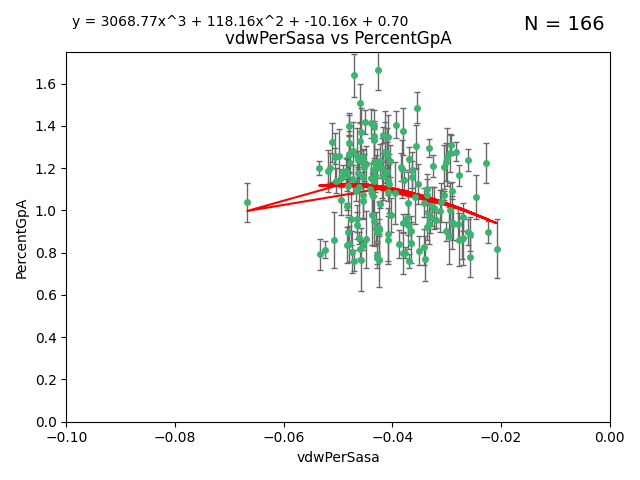 y = 3068.77x^3 + 118.16x^2 + -10.16x + 0.70
N = 166
vdwPerSasa vs PercentGpA
1.6
1.4
1.2
1.0
0.8
0.6
0.4
0.2
0.0
PercentGpA
−0.10 −0.08 −0.06 −0.04 −0.02 0.00
vdwPerSasa